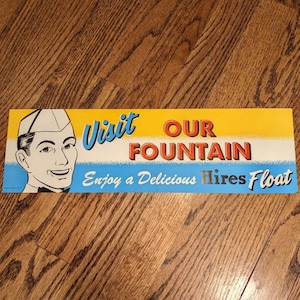 Visit OUR
FOUNTAIN
Enjoy a Delicious Hires Float